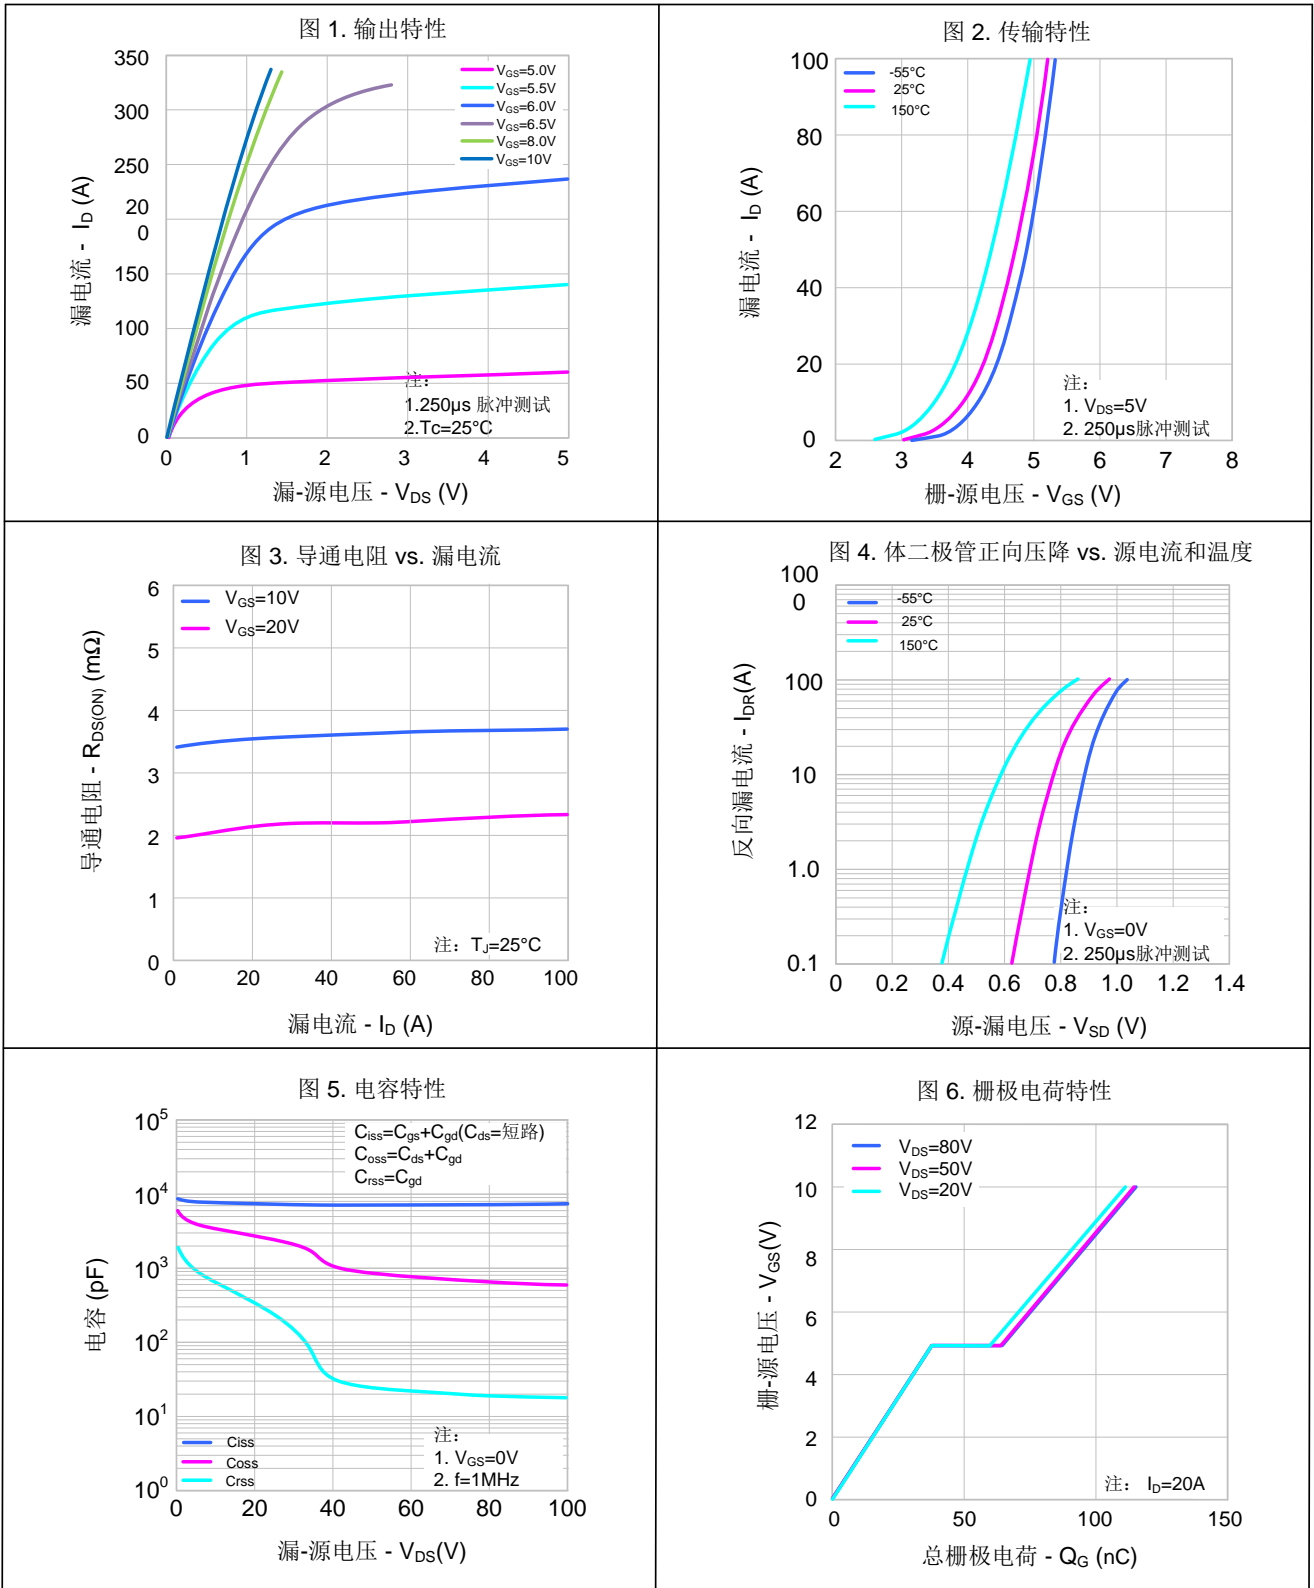 图 1. 输出特性
350
300
250
20
0
150
100
50
0
漏电流 - ID (A)
VGS=5.0V
VGS=5.5V
VGS=6.0V
VGS=6.5V
VGS=8.0V
VGS=10V
注:
1.250µs 脉冲测试
2.Tc=25°C
0 1 2 3 4 5
漏-源电压 - VDS (V)
图 2. 传输特性
100
80
60
40
20
0
漏电流 - ID (A)
-55°C
25°C
150°C
注:
1. VDS=5V
2. 250µs脉冲测试
2 3 4 5 6 7 8
栅-源电压 - VGS (V)
图 3. 导通电阻 vs. 漏电流
6
5
4
3
2
1
0
导通电阻 - RDS(ON) (mΩ)
VGS=10V
VGS=20V
注: TJ=25°C
0 20 40 60 80 100
漏电流 - ID (A)
图 4. 体二极管正向压降 vs. 源电流和温度
100
0
100
10
1.0
0.1
反向漏电流 - IDR(A)
-55°C
25°C
150°C
注:
1. VGS=0V
2. 250µs脉冲测试
0 0.2 0.4 0.6 0.8 1.0 1.2 1.4
源-漏电压 - VSD (V)
图 5. 电容特性
10^5
10^4
10^3
10^2
10^1
10^0
电容 (pF)
Ciss=Cgs+Cgd(Cds=短路)
Coss=Cds+Cgd
Crss=Cgd
Ciss
Coss
Crss
注:
1. VGS=0V
2. f=1MHz
0 20 40 60 80 100
漏-源电压 - VDS(V)
图 6. 栅极电荷特性
12
10
8
6
4
2
0
栅-源电压 - VGS(V)
VDS=80V
VDS=50V
VDS=20V
注: ID=20A
0 50 100 150
总栅极电荷 - QG (nC)